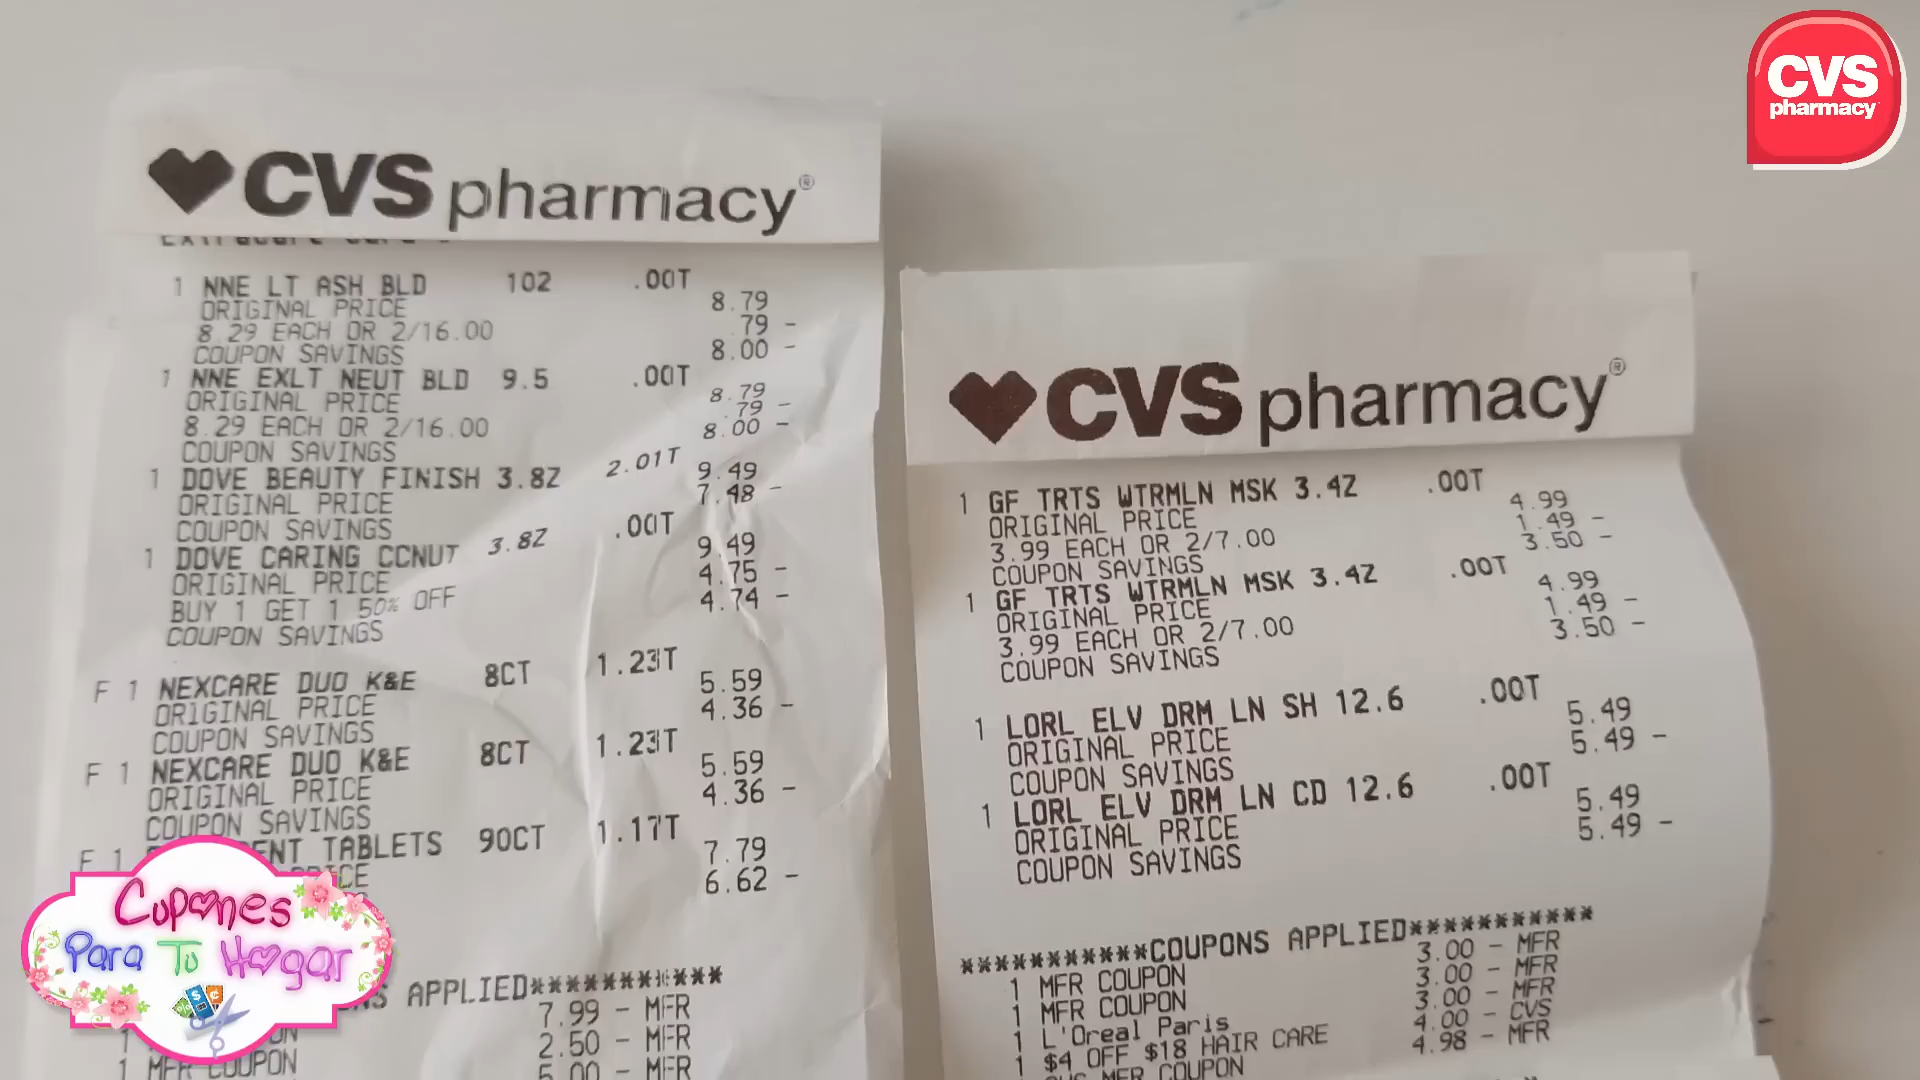 CVS pharmacy®
1 NNE LT ASH BLD 102 .00T
ORIGINAL PRICE 8.79
8.29 EACH OR 2/16.00 .79 -
COUPON SAVINGS 8.00 -
1 NNE EXLT NEUT BLD 9.5 .00T
ORIGINAL PRICE 8.79
8.29 EACH OR 2/16.00 .79 -
COUPON SAVINGS 8.00 -
1 DOVE BEAUTY FINISH 3.8Z 2.01T
ORIGINAL PRICE 9.49
COUPON SAVINGS 7.48 -
1 DOVE CARING CCNUT 3.8Z .00T
ORIGINAL PRICE 9.49
BUY 1 GET 1 50% OFF 4.75 -
COUPON SAVINGS 4.74 -
F 1 NEXCARE DUO K&E 8CT 1.23T
ORIGINAL PRICE 5.59
COUPON SAVINGS 4.36 -
F 1 NEXCARE DUO K&E 8CT 1.23T
ORIGINAL PRICE 5.59
COUPON SAVINGS 4.36 -
F 1 TABLETS 90CT 1.17T
7.79
6.62 -
APPLIED***********
7.99 - MFR
2.50 - MFR
1 MFR COUPON 5.00 - MFR
CVS pharmacy®
1 GF TRTS WTRMLN MSK 3.4Z .00T
ORIGINAL PRICE 4.99
3.99 EACH OR 2/7.00 1.49 -
COUPON SAVINGS 3.50 -
1 GF TRTS WTRMLN MSK 3.4Z .00T
ORIGINAL PRICE 4.99
3.99 EACH OR 2/7.00 1.49 -
COUPON SAVINGS 3.50 -
1 LORL ELV DRM LN SH 12.6 .00T
ORIGINAL PRICE 5.49
COUPON SAVINGS 5.49 -
1 LORL ELV DRM LN CD 12.6 .00T
ORIGINAL PRICE 5.49
COUPON SAVINGS 5.49 -
***********COUPONS APPLIED***********
1 MFR COUPON 3.00 - MFR
1 MFR COUPON 3.00 - MFR
1 L'Oreal Paris 3.00 - MFR
1 $4 OFF $18 HAIR CARE 4.00 - CVS
MFR COUPON 4.98 - MFR
CVS
pharmacy
Cupones
Para Tu Hogar